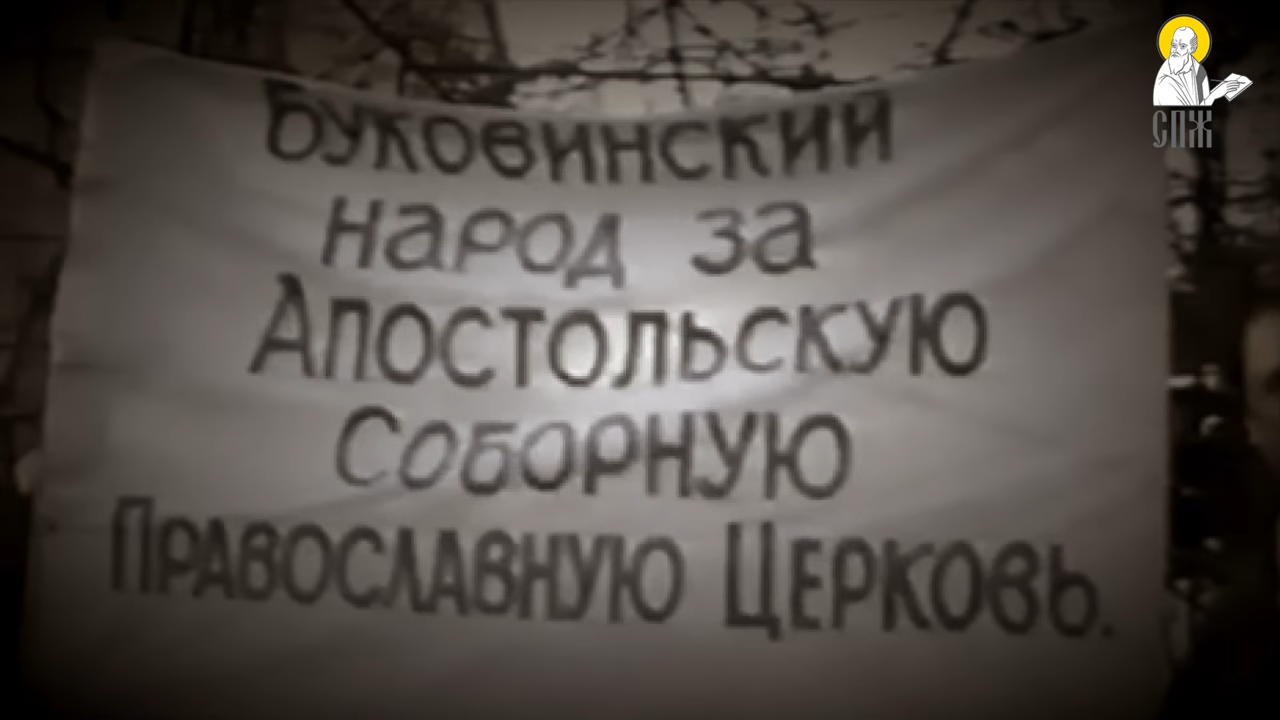 Буковинский
народ за
Апостольскую
Соборную
Православную Церковь.
СПЖ